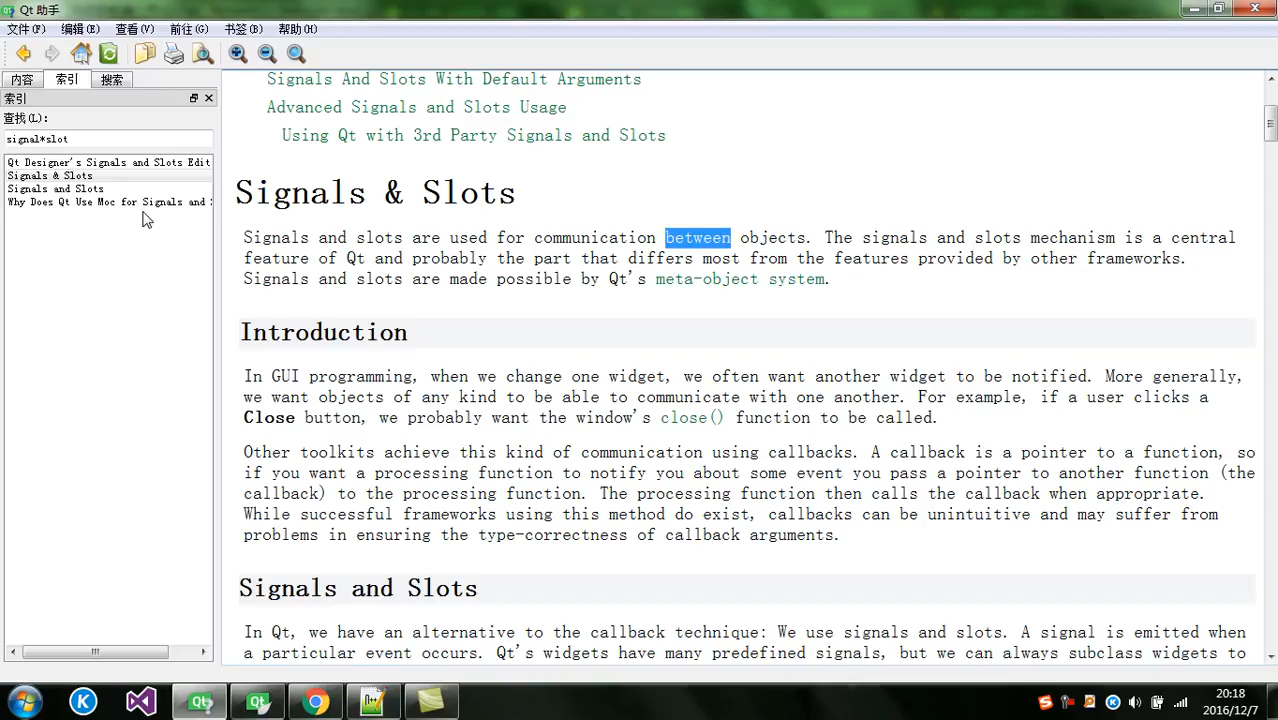 Qt 助手
文件(F) 编辑(E) 查看(V) 前往(G) 书签(B) 帮助(H)
内容 索引 搜索
索引
查找(L):
signal*slot
Qt Designer's Signals and Slots Edit
Signals & Slots
Signals and Slots
Why Does Qt Use Moc for Signals and
Signals And Slots With Default Arguments
Advanced Signals and Slots Usage
Using Qt with 3rd Party Signals and Slots
Signals & Slots
Signals and slots are used for communication between objects. The signals and slots mechanism is a central
feature of Qt and probably the part that differs most from the features provided by other frameworks.
Signals and slots are made possible by Qt's meta-object system.
Introduction
In GUI programming, when we change one widget, we often want another widget to be notified. More generally,
we want objects of any kind to be able to communicate with one another. For example, if a user clicks a
Close button, we probably want the window's close() function to be called.
Other toolkits achieve this kind of communication using callbacks. A callback is a pointer to a function, so
if you want a processing function to notify you about some event you pass a pointer to another function (the
callback) to the processing function. The processing function then calls the callback when appropriate.
While successful frameworks using this method do exist, callbacks can be unintuitive and may suffer from
problems in ensuring the type-correctness of callback arguments.
Signals and Slots
In Qt, we have an alternative to the callback technique: We use signals and slots. A signal is emitted when
a particular event occurs. Qt's widgets have many predefined signals, but we can always subclass widgets to
20:18
2016/12/7